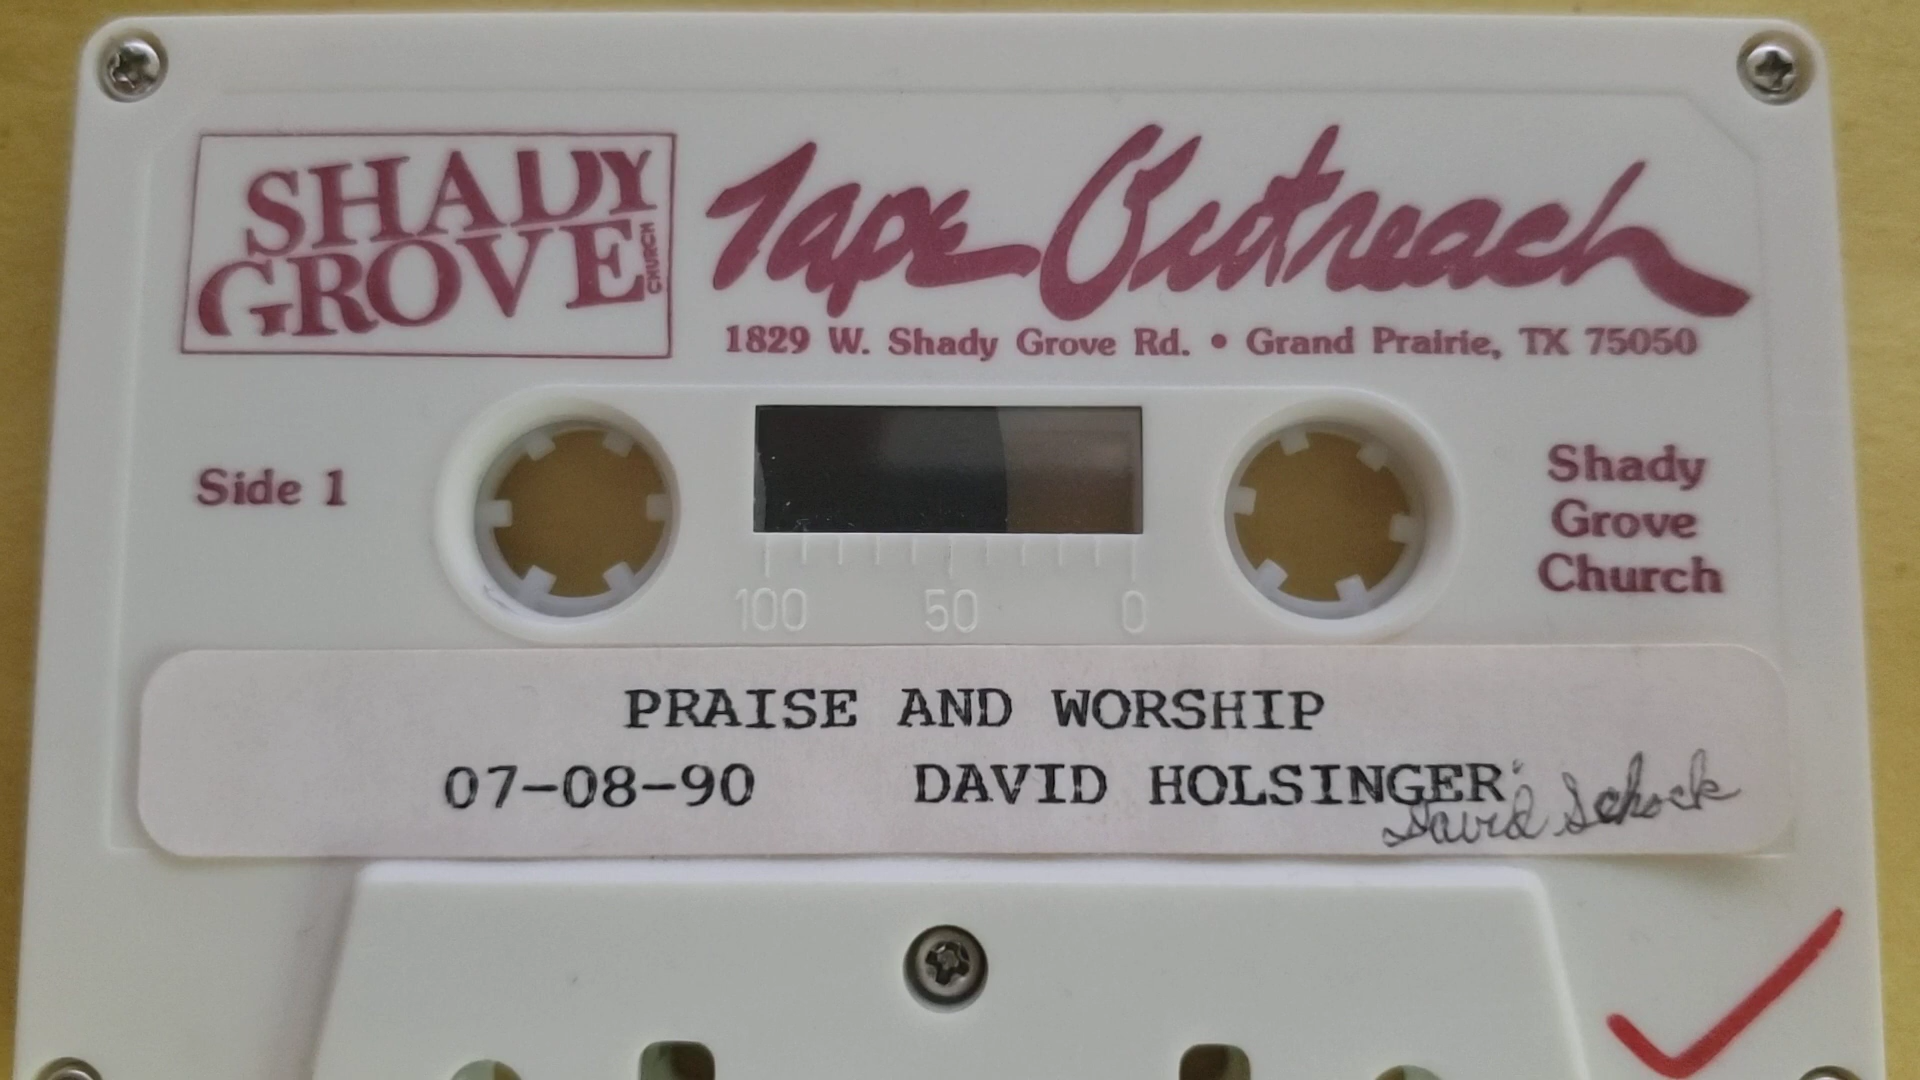 SHADY
GROVE
CHURCH
Tape Outreach
1829 W. Shady Grove Rd. • Grand Prairie, TX 75050
Side 1
Shady
Grove
Church
100 50 0
PRAISE AND WORSHIP
07-08-90 DAVID HOLSINGER
David Schock